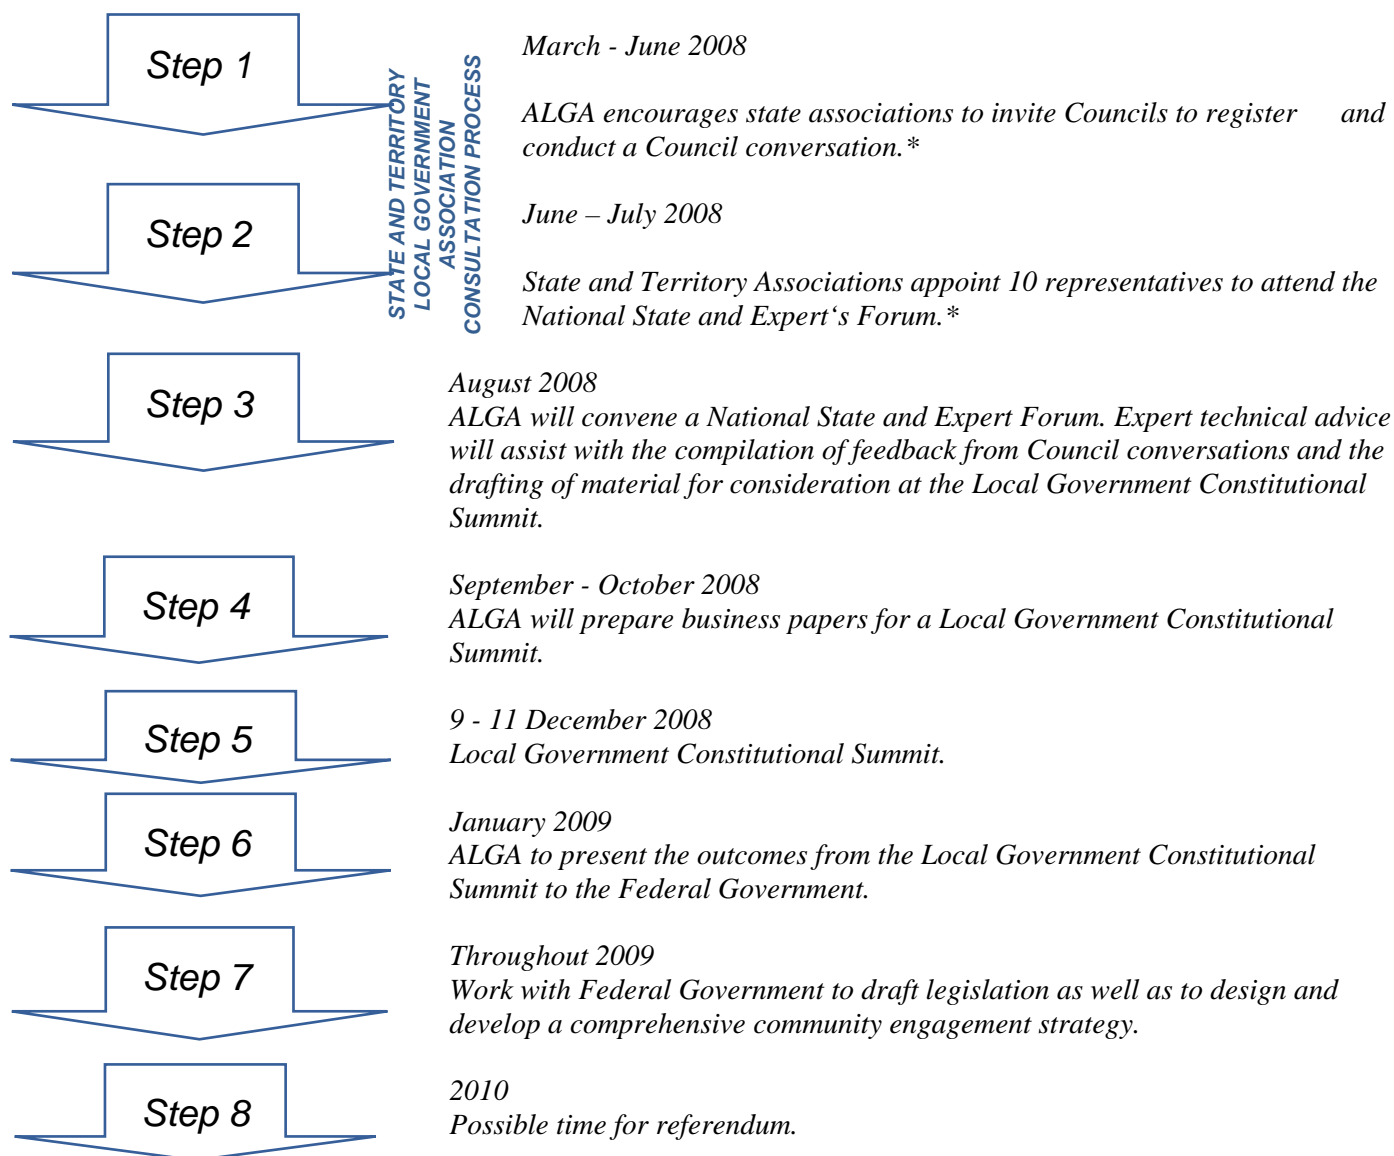 Step 1
March - June 2008
ALGA encourages state associations to invite Councils to register and
conduct a Council conversation.*
STATE AND TERRITORY
LOCAL GOVERNMENT
ASSOCIATION
CONSULTATION PROCESS
Step 2
June – July 2008
State and Territory Associations appoint 10 representatives to attend the
National State and Expert‘s Forum.*
Step 3
August 2008
ALGA will convene a National State and Expert Forum. Expert technical advice
will assist with the compilation of feedback from Council conversations and the
drafting of material for consideration at the Local Government Constitutional
Summit.
Step 4
September - October 2008
ALGA will prepare business papers for a Local Government Constitutional
Summit.
Step 5
9 - 11 December 2008
Local Government Constitutional Summit.
Step 6
January 2009
ALGA to present the outcomes from the Local Government Constitutional
Summit to the Federal Government.
Step 7
Throughout 2009
Work with Federal Government to draft legislation as well as to design and
develop a comprehensive community engagement strategy.
Step 8
2010
Possible time for referendum.